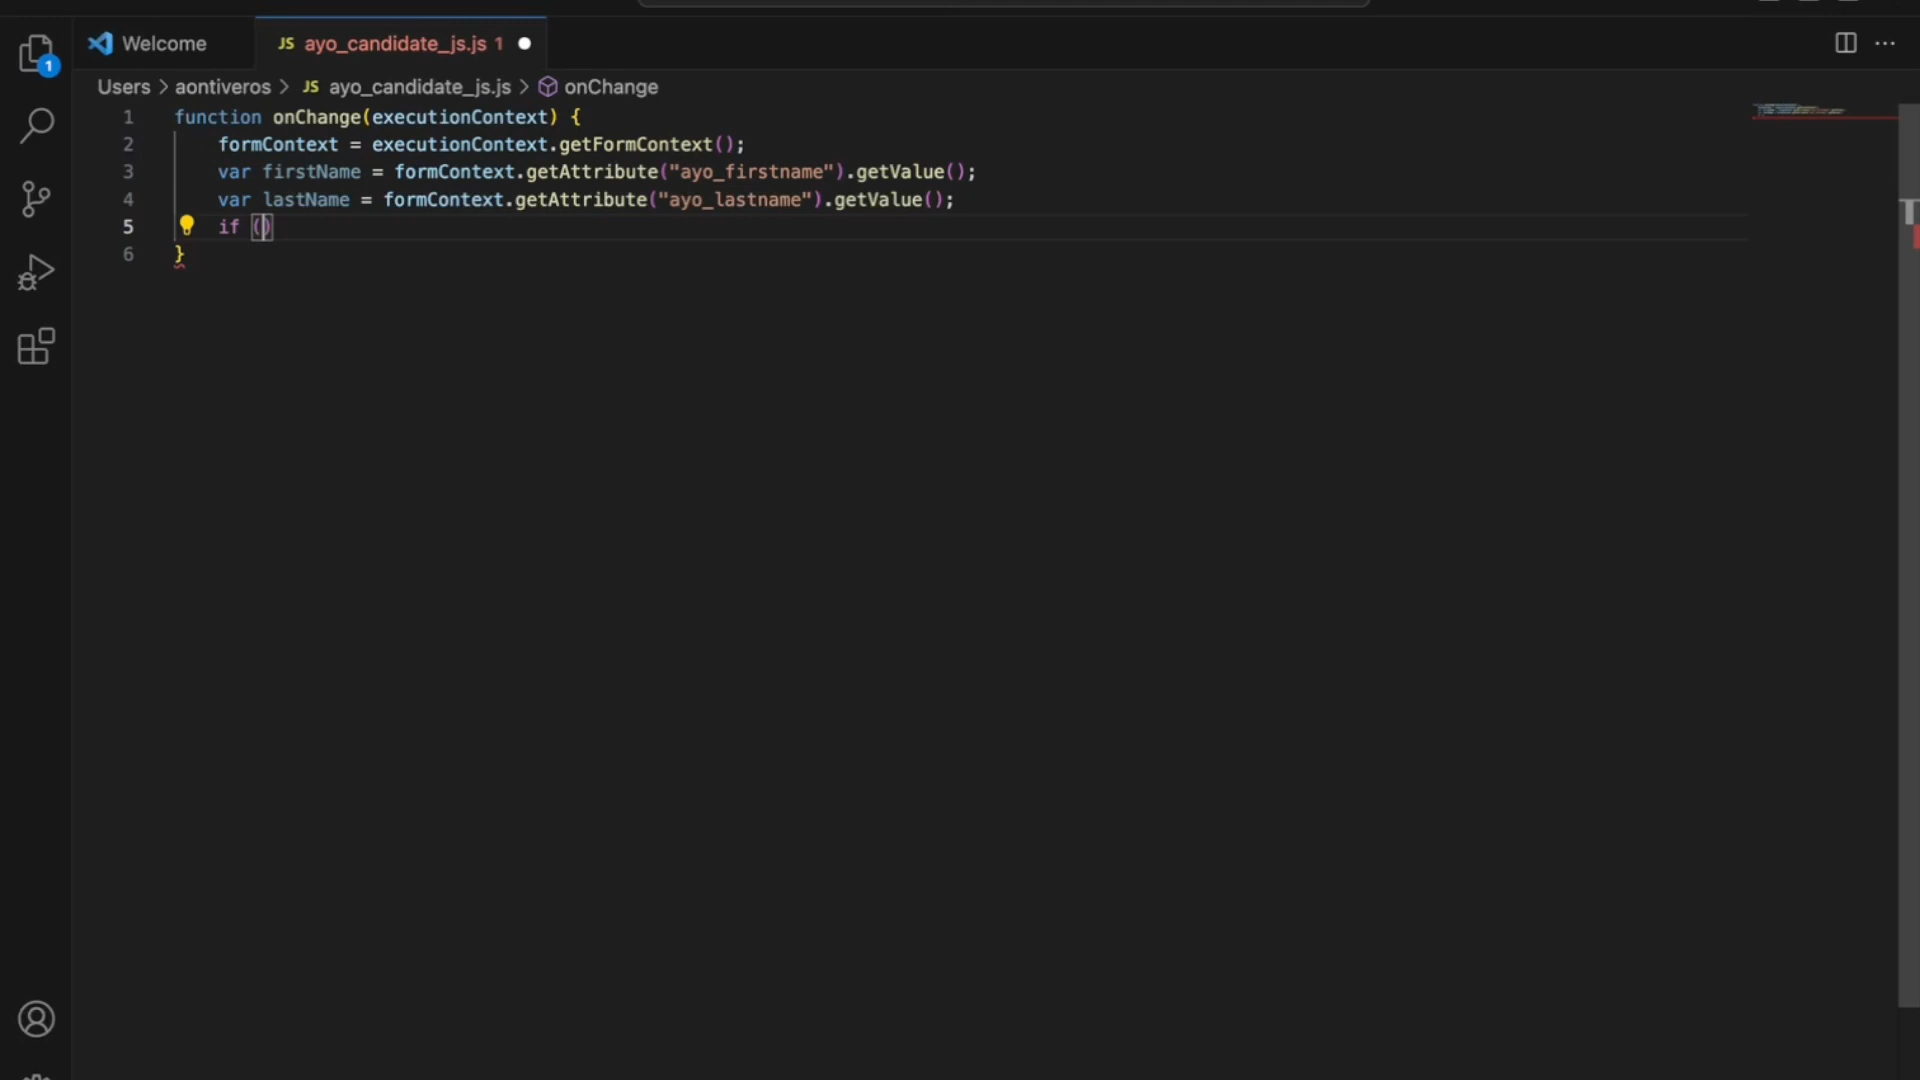 Welcome
JS ayo_candidate_js.js 1
1
Users > aontiveros > JS ayo_candidate_js.js > onChange
1 function onChange(executionContext) {
2 formContext = executionContext.getFormContext();
3 var firstName = formContext.getAttribute("ayo_firstname").getValue();
4 var lastName = formContext.getAttribute("ayo_lastname").getValue();
5 if ()
6 }